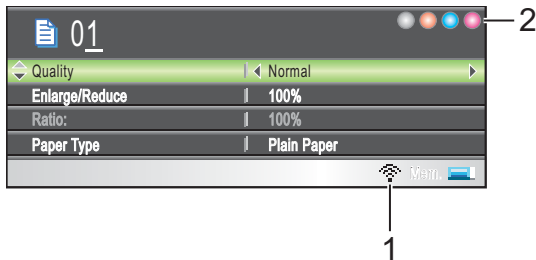 01
2
Quality Normal
Enlarge/Reduce 100%
Ratio: 100%
Paper Type Plain Paper
Mem.
1